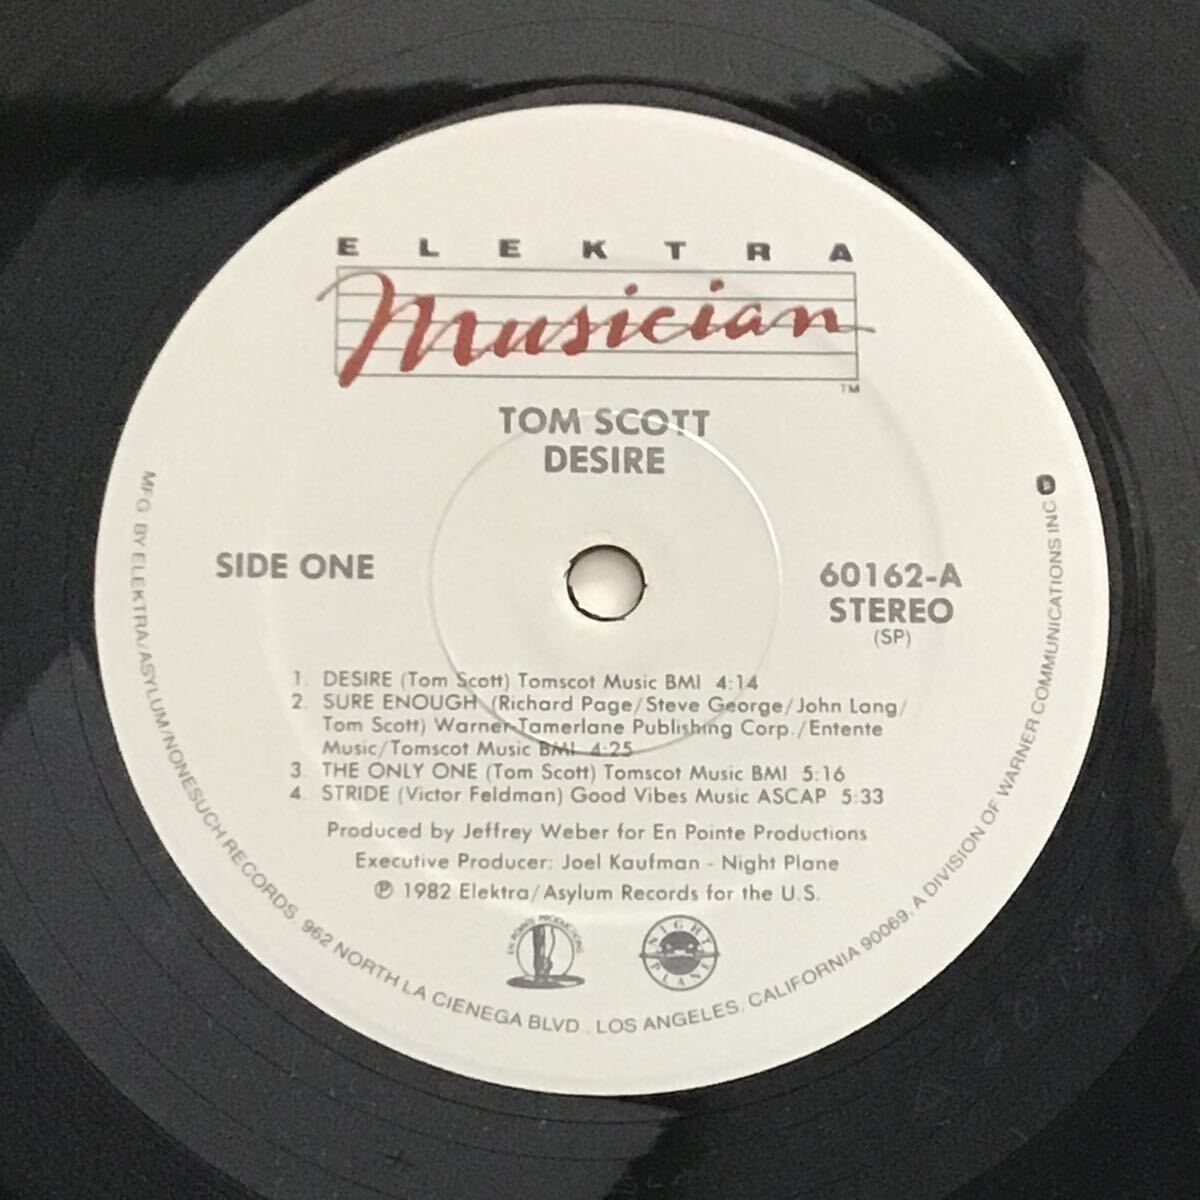 ELEKTRA
Musician
TM
TOM SCOTT
DESIRE
SIDE ONE
60162-A
STEREO
(SP)
1. DESIRE (Tom Scott) Tomscot Music BMI 4:14
2. SURE ENOUGH (Richard Page/Steve George/John Lang/
Tom Scott) Warner-Tamerlane Publishing Corp./Entente
Music/Tomscot Music BMI 4:25
3. THE ONLY ONE (Tom Scott) Tomscot Music BMI 5:16
4. STRIDE (Victor Feldman) Good Vibes Music ASCAP 5:33
Produced by Jeffrey Weber for En Pointe Productions
Executive Producer: Joel Kaufman - Night Plane
℗ 1982 Elektra/Asylum Records for the U.S.
EN POINTE PRODUCTIONS
NIGHT PLANE
MFG BY ELEKTRA/ASYLUM/NONESUCH RECORDS, 962 NORTH LA CIENEGA BLVD., LOS ANGELES, CALIFORNIA 90069. A DIVISION OF WARNER COMMUNICATIONS INC